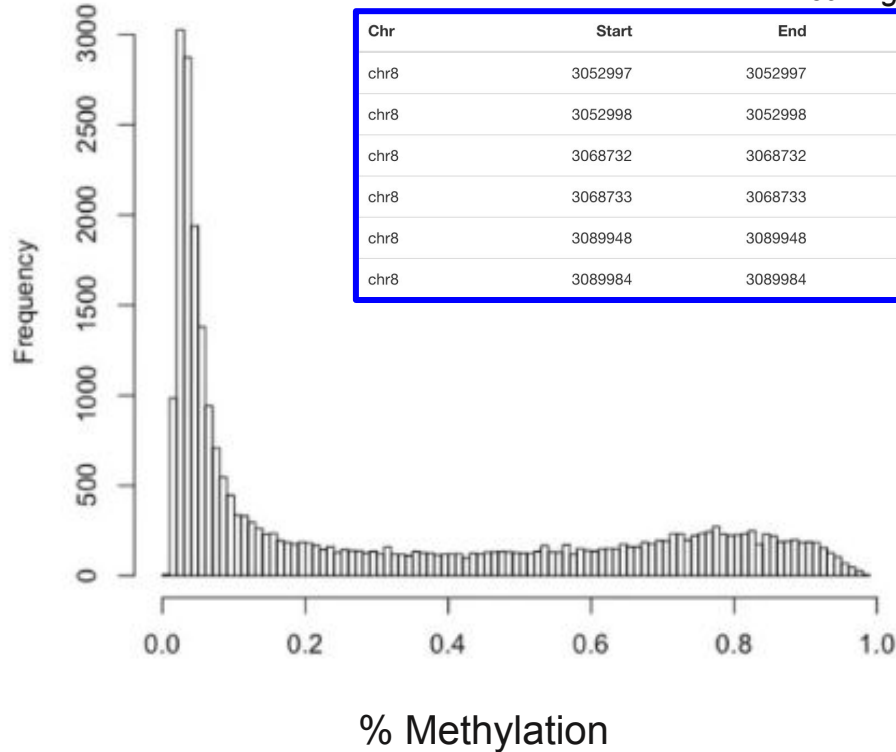 Chr Start End
chr8 3052997 3052997
chr8 3052998 3052998
chr8 3068732 3068732
chr8 3068733 3068733
chr8 3089948 3089948
chr8 3089984 3089984
Frequency
3000
2500
2000
1500
1000
500
0
0.0 0.2 0.4 0.6 0.8 1.0
% Methylation